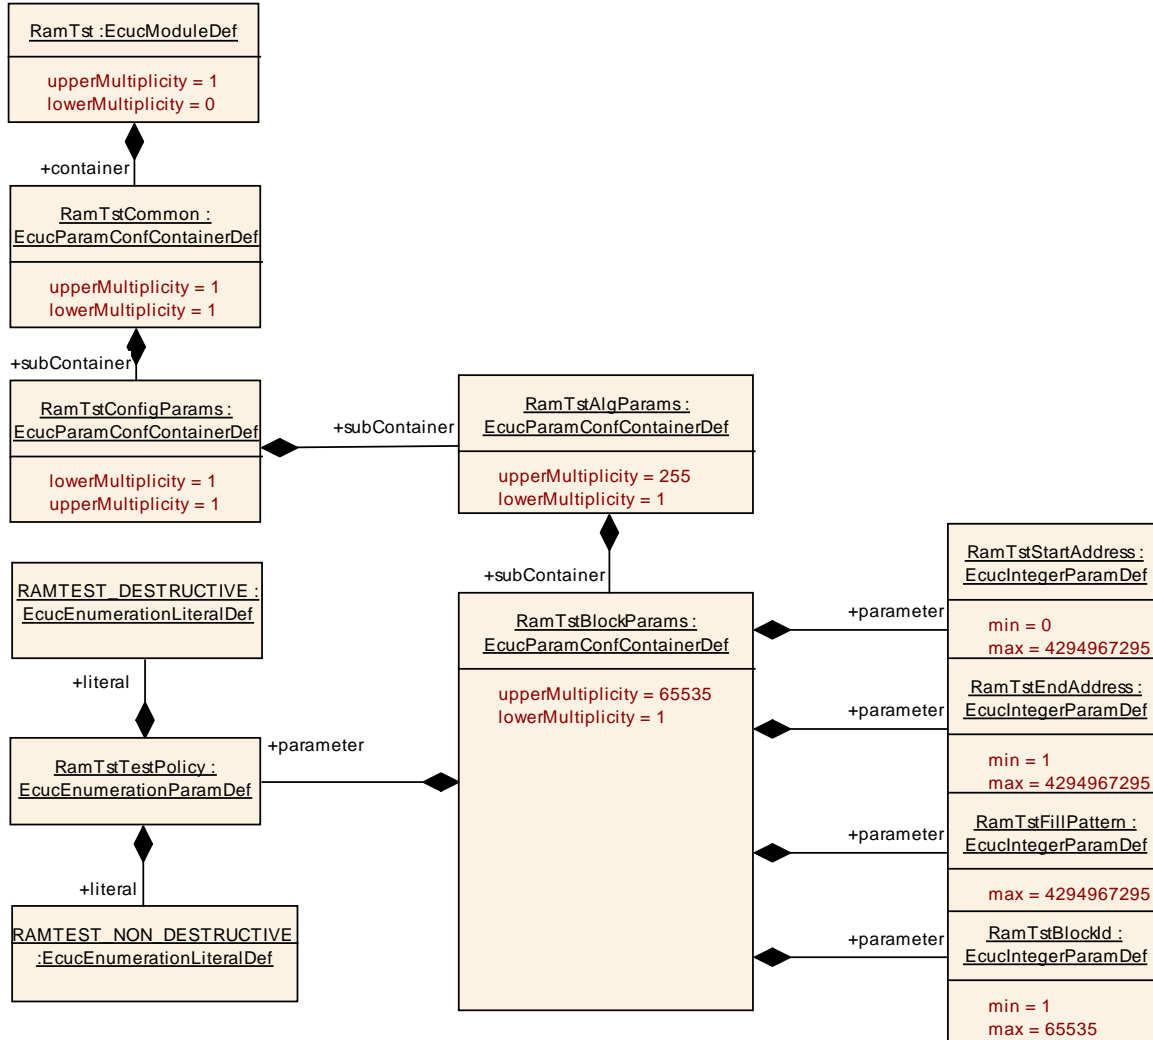 RamTst :EcucModuleDef
upperMultiplicity = 1
lowerMultiplicity = 0
+container
RamTstCommon :
EcucParamConfContainerDef
upperMultiplicity = 1
lowerMultiplicity = 1
+subContainer
RamTstConfigParams :
EcucParamConfContainerDef
lowerMultiplicity = 1
upperMultiplicity = 1
+subContainer
RamTstAlgParams :
EcucParamConfContainerDef
upperMultiplicity = 255
lowerMultiplicity = 1
+subContainer
RamTstBlockParams :
EcucParamConfContainerDef
upperMultiplicity = 65535
lowerMultiplicity = 1
RAMTEST_DESTRUCTIVE :
EcucEnumerationLiteralDef
+literal
+parameter
RamTstTestPolicy :
EcucEnumerationParamDef
+literal
RAMTEST_NON_DESTRUCTIVE
:EcucEnumerationLiteralDef
+parameter
RamTstStartAddress :
EcucIntegerParamDef
min = 0
max = 4294967295
+parameter
RamTstEndAddress :
EcucIntegerParamDef
min = 1
max = 4294967295
+parameter
RamTstFillPattern :
EcucIntegerParamDef
max = 4294967295
+parameter
RamTstBlockId :
EcucIntegerParamDef
min = 1
max = 65535